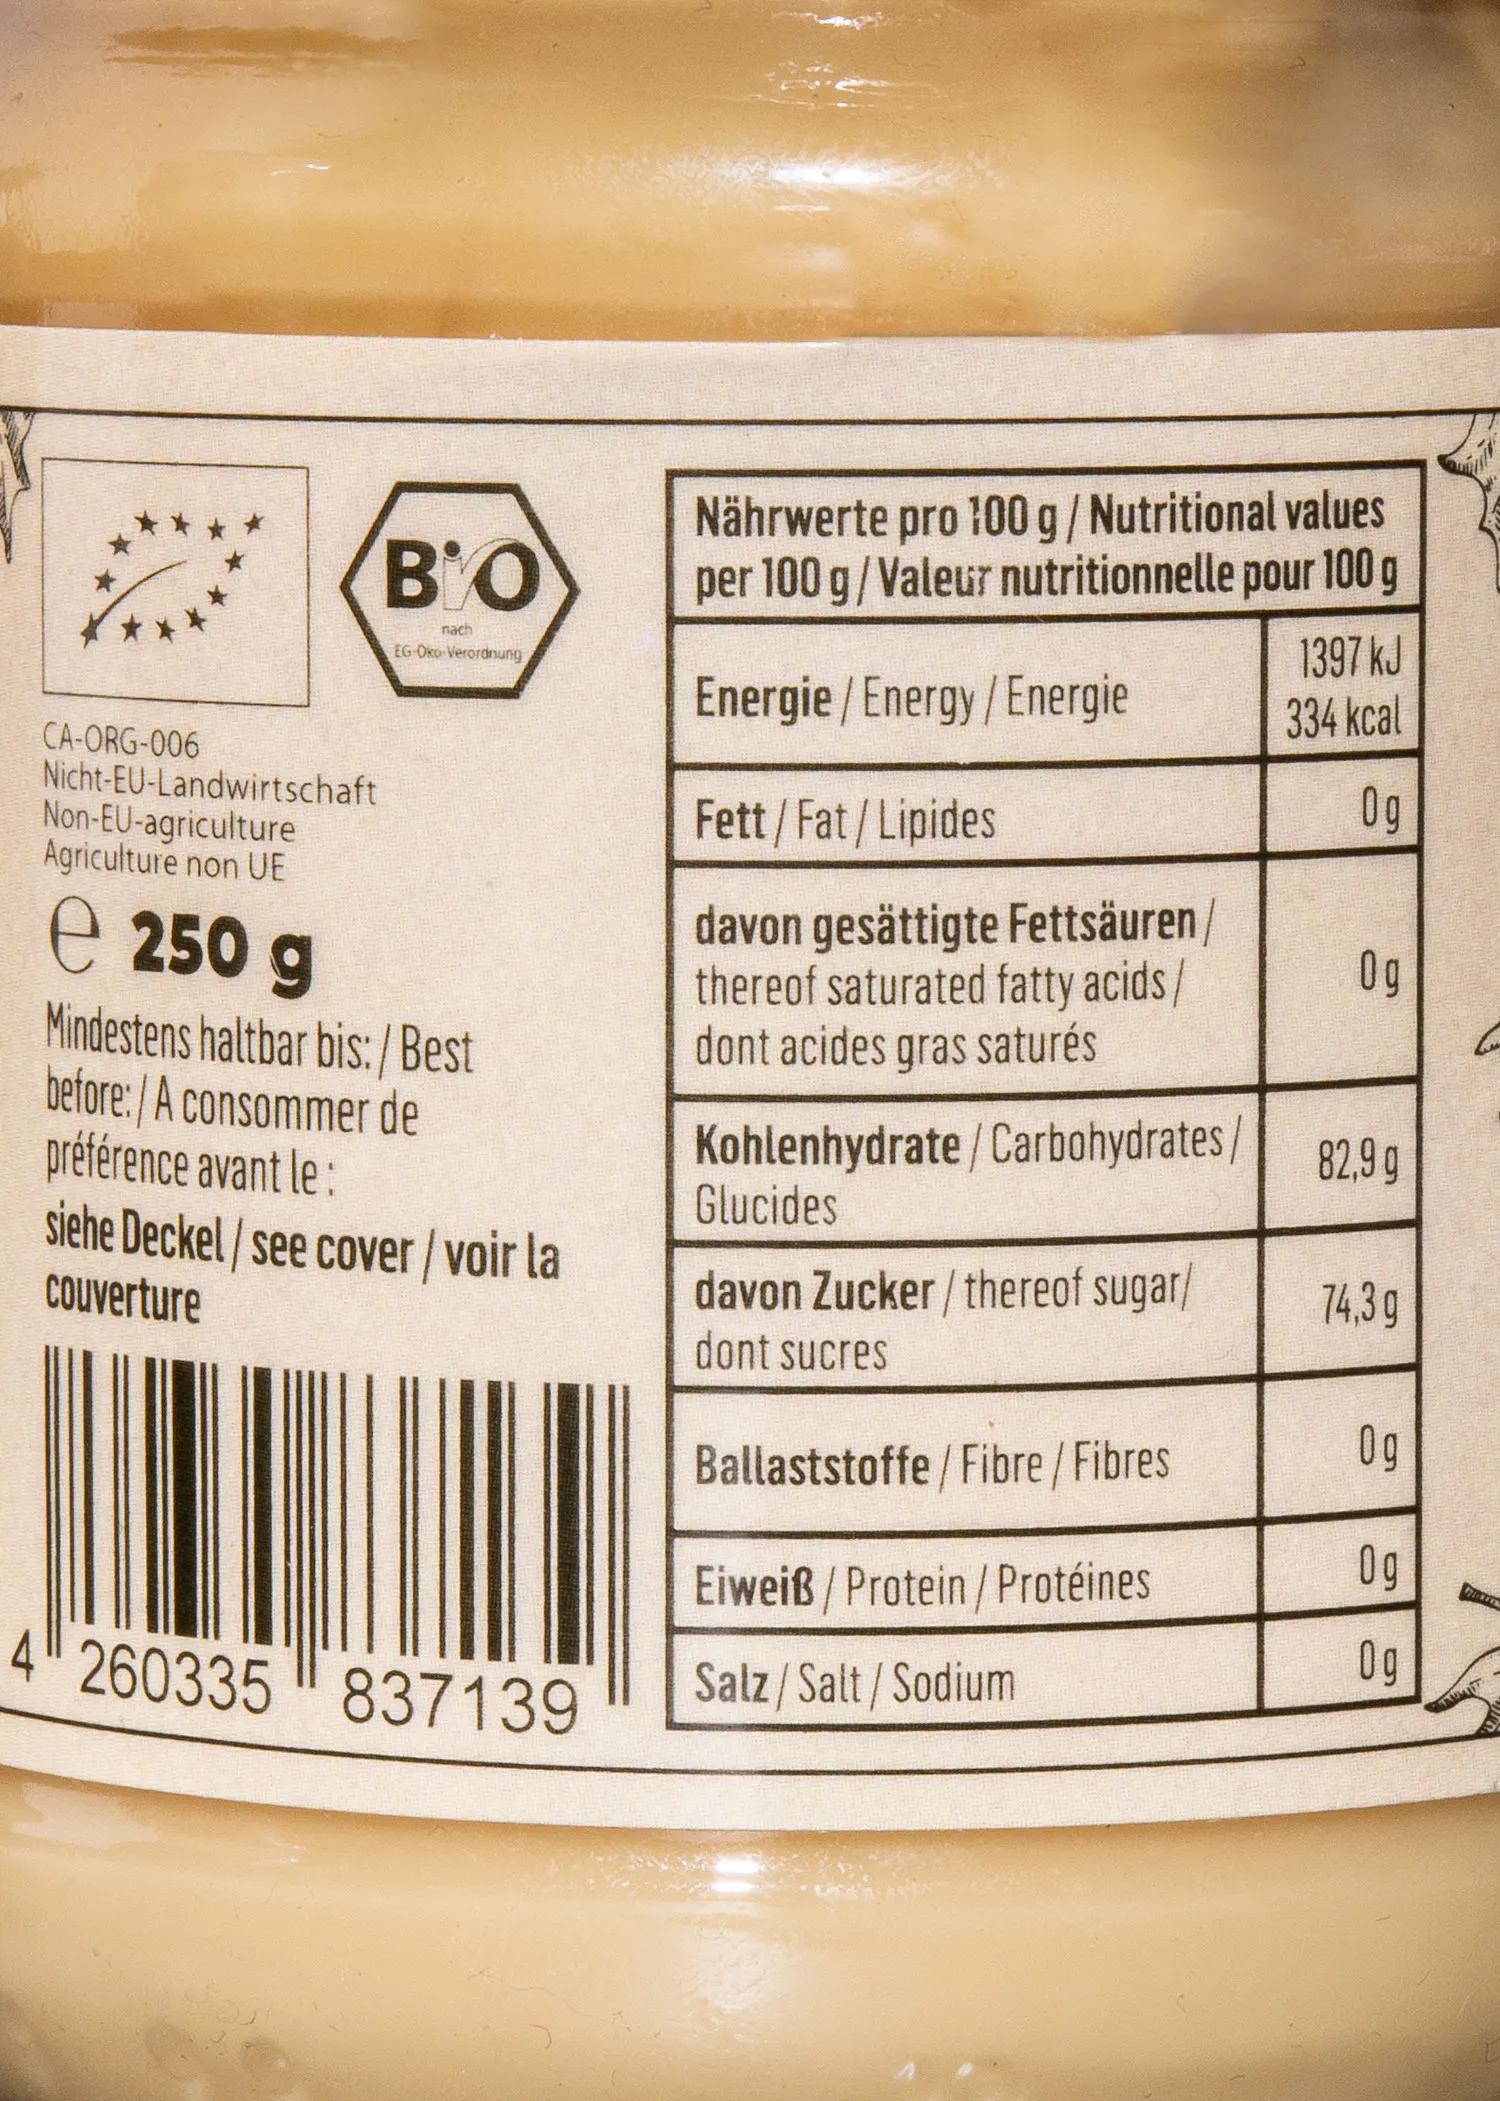 BiO
nach
EG-Öko-Verordnung
CA-ORG-006
Nicht-EU-Landwirtschaft
Non-EU-agriculture
Agriculture non UE
e 250 g
Mindestens haltbar bis: / Best
before: / A consommer de
préférence avant le :
siehe Deckel / see cover / voir la
couverture
4 260335 837139
Nährwerte pro 100 g / Nutritional values
per 100 g / Valeur nutritionnelle pour 100 g
Energie / Energy / Energie
1397 kJ
334 kcal
Fett / Fat / Lipides
0 g
davon gesättigte Fettsäuren /
thereof saturated fatty acids /
dont acides gras saturés
0 g
Kohlenhydrate / Carbohydrates /
Glucides
82,9 g
davon Zucker / thereof sugar/
dont sucres
74,3 g
Ballaststoffe / Fibre / Fibres
0 g
Eiweiß / Protein / Protéines
0 g
Salz / Salt / Sodium
0 g